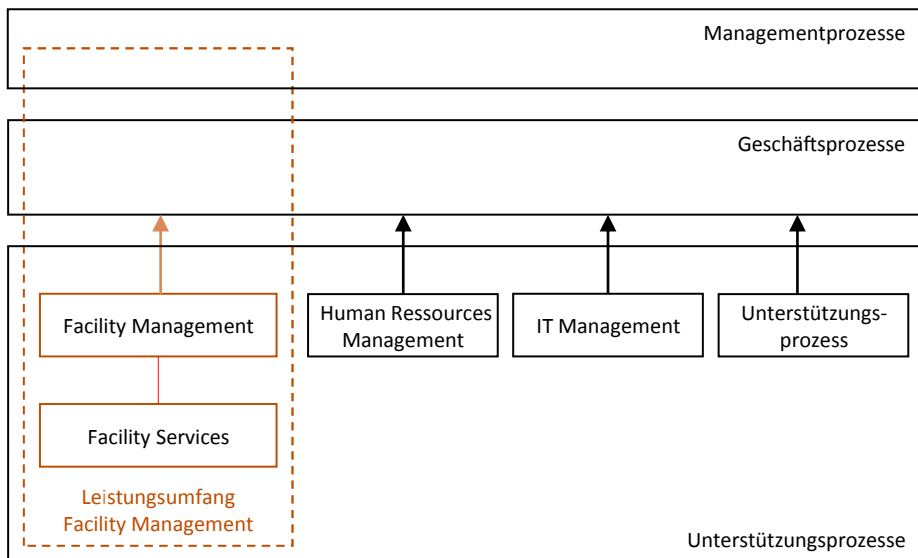 Managementprozesse
Geschäftsprozesse
Facility Management
Human Ressources
Management
IT Management
Unterstützungs-
prozess
Facility Services
Leistungsumfang
Facility Management
Unterstützungsprozesse